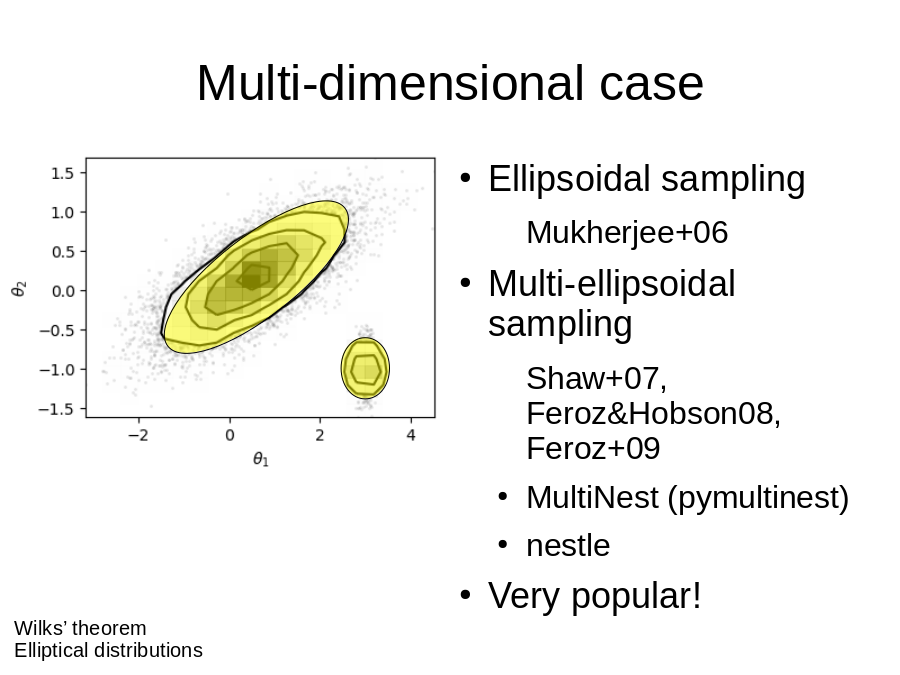 Multi-dimensional case
1.5
1.0
0.5
0.0
−0.5
−1.0
−1.5
θ2
−2
0
2
4
θ1
• Ellipsoidal sampling
Mukherjee+06
• Multi-ellipsoidal
sampling
Shaw+07,
Feroz&Hobson08,
Feroz+09
• MultiNest (pymultinest)
• nestle
• Very popular!
Wilks’ theorem
Elliptical distributions